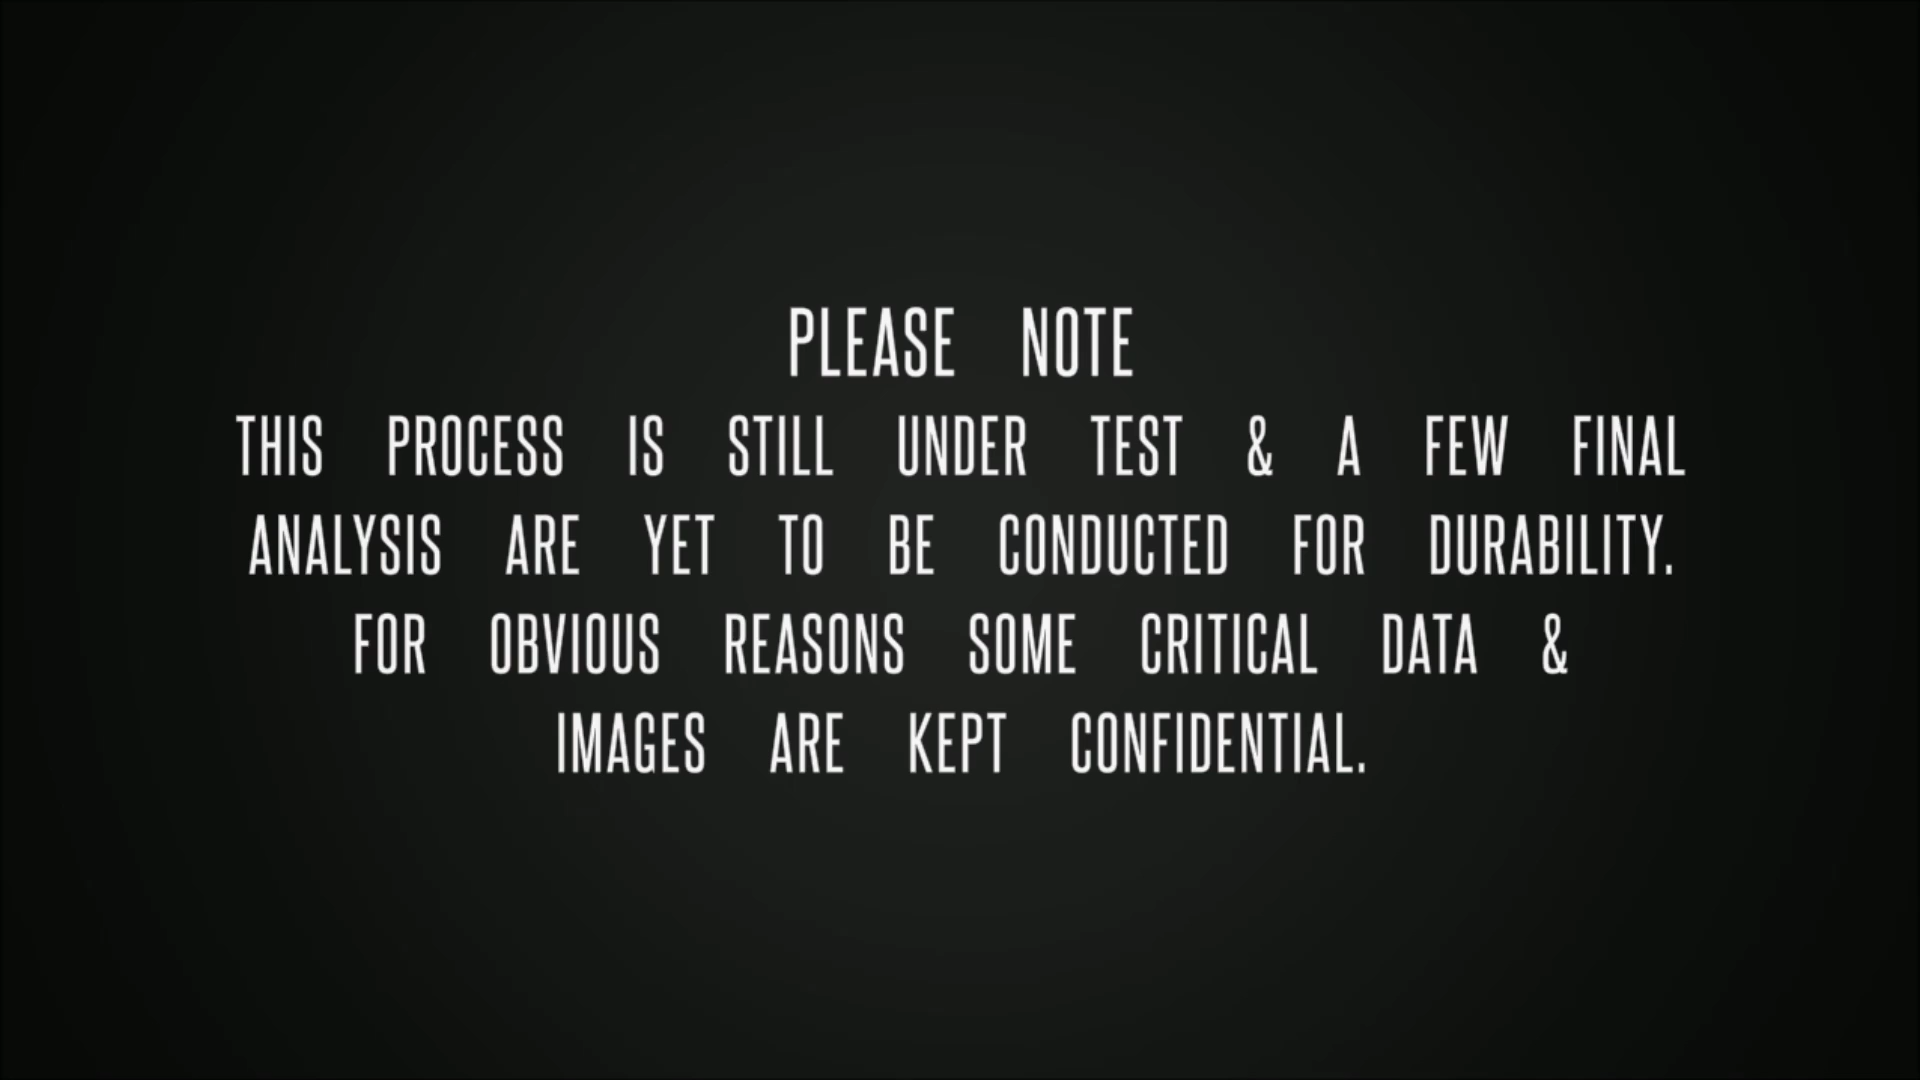 PLEASE NOTE
THIS PROCESS IS STILL UNDER TEST & A FEW FINAL
ANALYSIS ARE YET TO BE CONDUCTED FOR DURABILITY.
FOR OBVIOUS REASONS SOME CRITICAL DATA &
IMAGES ARE KEPT CONFIDENTIAL.